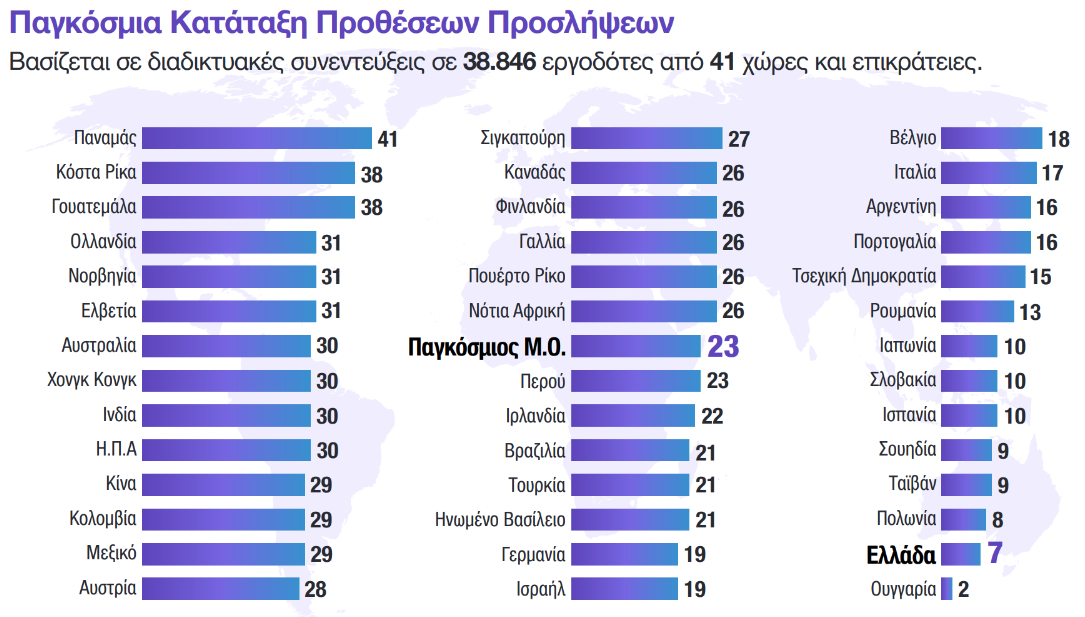 Παγκόσμια Κατάταξη Προθέσεων Προσλήψεων
Βασίζεται σε διαδικτυακές συνεντεύξεις σε 38.846 εργοδότες από 41 χώρες και επικράτειες.
Παναμάς 41
Κόστα Ρίκα 38
Γουατεμάλα 38
Ολλανδία 31
Νορβηγία 31
Ελβετία 31
Αυστραλία 30
Χονγκ Κονγκ 30
Ινδία 30
Η.Π.Α 30
Κίνα 29
Κολομβία 29
Μεξικό 29
Αυστρία 28
Σιγκαπούρη 27
Καναδάς 26
Φινλανδία 26
Γαλλία 26
Πουέρτο Ρίκο 26
Νότια Αφρική 26
Παγκόσμιος Μ.Ο. 23
Περού 23
Ιρλανδία 22
Βραζιλία 21
Τουρκία 21
Ηνωμένο Βασίλειο 21
Γερμανία 19
Ισραήλ 19
Βέλγιο 18
Ιταλία 17
Αργεντίνη 16
Πορτογαλία 16
Τσεχική Δημοκρατία 15
Ρουμανία 13
Ιαπωνία 10
Σλοβακία 10
Ισπανία 10
Σουηδία 9
Ταϊβάν 9
Πολωνία 8
Ελλάδα 7
Ουγγαρία 2